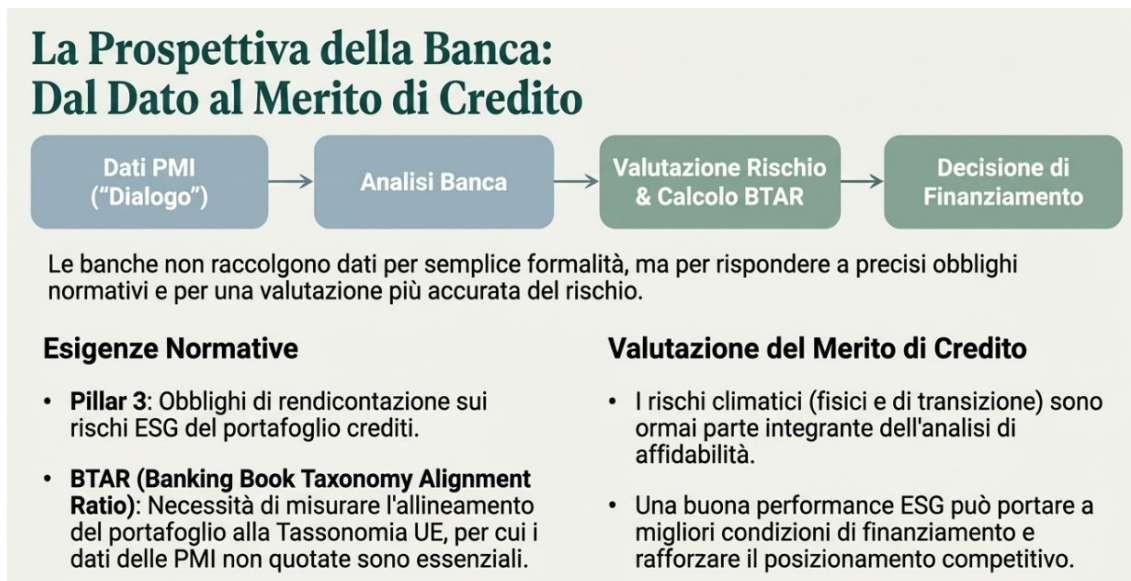 La Prospettiva della Banca:
Dal Dato al Merito di Credito
Dati PMI
(“Dialogo”)
Analisi Banca
Valutazione Rischio
& Calcolo BTAR
Decisione di
Finanziamento
Le banche non raccolgono dati per semplice formalità, ma per rispondere a precisi obblighi
normativi e per una valutazione più accurata del rischio.
Esigenze Normative
• Pillar 3: Obblighi di rendicontazione sui
rischi ESG del portafoglio crediti.
• BTAR (Banking Book Taxonomy Alignment
Ratio): Necessità di misurare l'allineamento
del portafoglio alla Tassonomia UE, per cui i
dati delle PMI non quotate sono essenziali.
Valutazione del Merito di Credito
• I rischi climatici (fisici e di transizione) sono
ormai parte integrante dell'analisi di
affidabilità.
• Una buona performance ESG può portare a
migliori condizioni di finanziamento e
rafforzare il posizionamento competitivo.